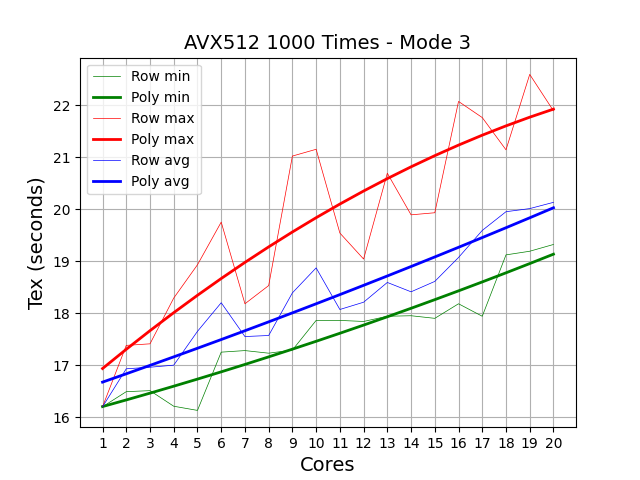 AVX512 1000 Times - Mode 3
Row min
Poly min
Row max
Poly max
Row avg
Poly avg
22
21
20
19
18
17
16
Tex (seconds)
1 2 3 4 5 6 7 8 9 10 11 12 13 14 15 16 17 18 19 20
Cores